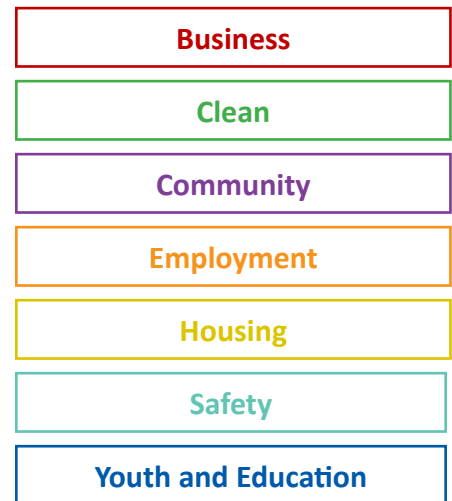 Business
Clean
Community
Employment
Housing
Safety
Youth and Education